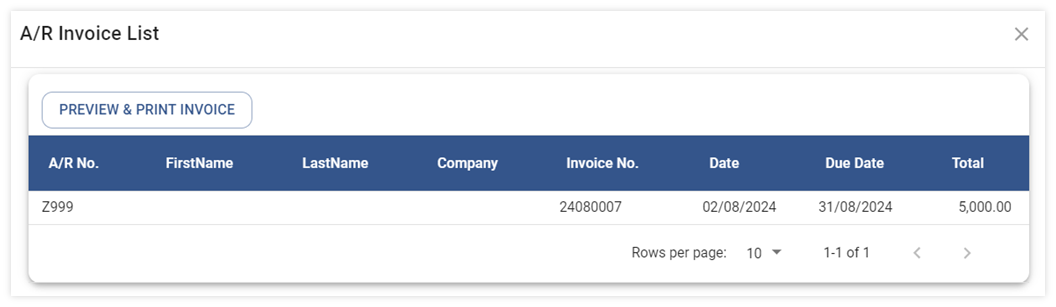 A/R Invoice List
PREVIEW & PRINT INVOICE
A/R No. FirstName LastName Company Invoice No. Date Due Date Total
Z999 24080007 02/08/2024 31/08/2024 5,000.00
Rows per page: 10 1-1 of 1